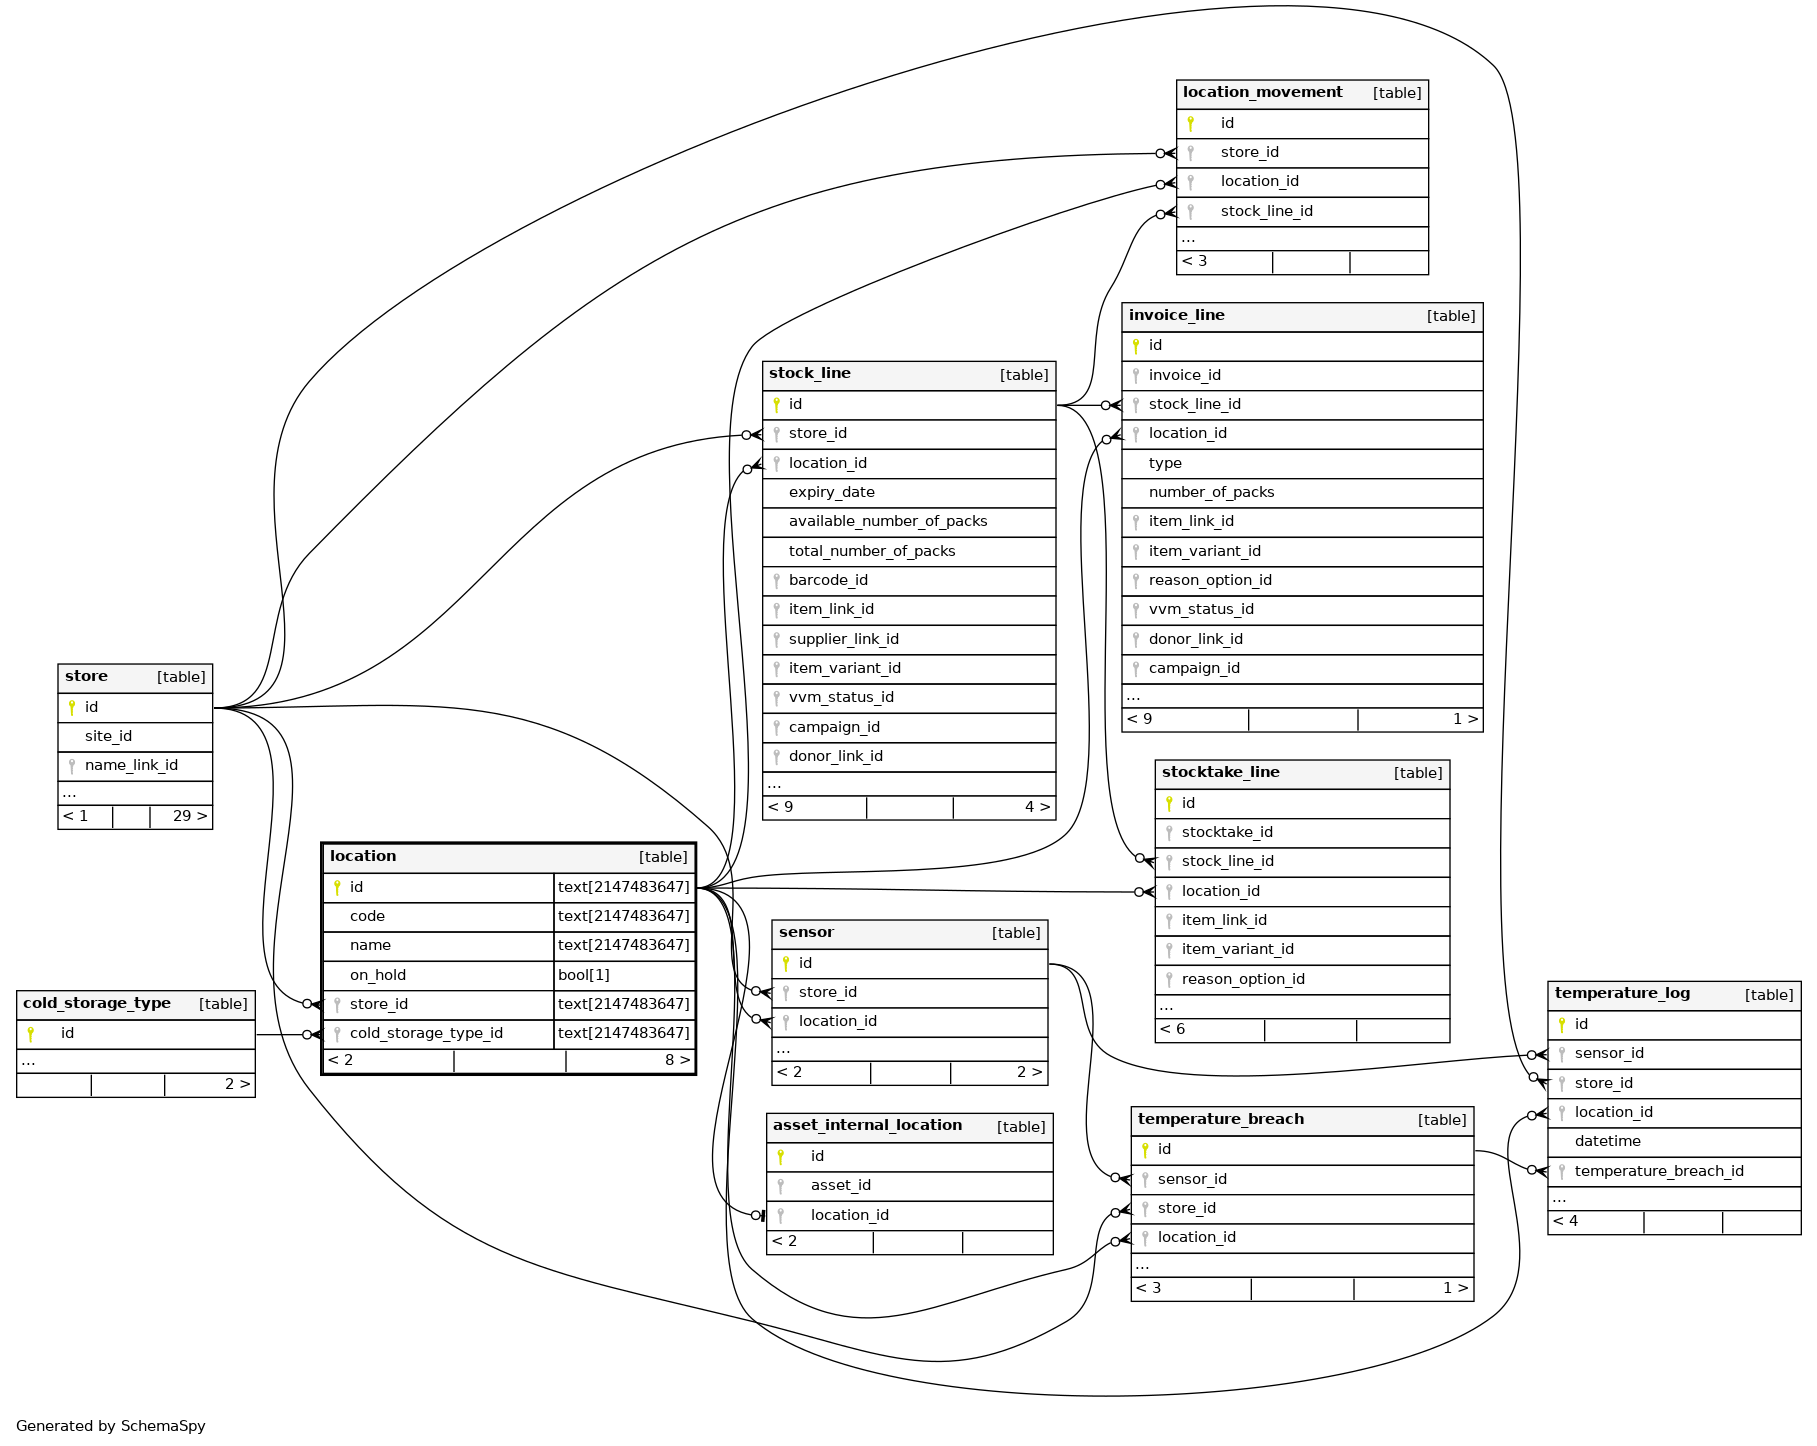 location_movement [table]
id
store_id
location_id
stock_line_id
...
< 3
invoice_line [table]
id
invoice_id
stock_line_id
location_id
type
number_of_packs
item_link_id
item_variant_id
reason_option_id
vvm_status_id
donor_link_id
campaign_id
...
< 9 1 >
stock_line [table]
id
store_id
location_id
expiry_date
available_number_of_packs
total_number_of_packs
barcode_id
item_link_id
supplier_link_id
item_variant_id
vvm_status_id
campaign_id
donor_link_id
...
< 9 4 >
store [table]
id
site_id
name_link_id
...
< 1 29 >
stocktake_line [table]
id
stocktake_id
stock_line_id
location_id
item_link_id
item_variant_id
reason_option_id
...
< 6
location [table]
id text[2147483647]
code text[2147483647]
name text[2147483647]
on_hold bool[1]
store_id text[2147483647]
cold_storage_type_id text[2147483647]
< 2 8 >
sensor [table]
id
store_id
location_id
...
< 2 2 >
cold_storage_type [table]
id
...
2 >
temperature_log [table]
id
sensor_id
store_id
location_id
datetime
temperature_breach_id
...
< 4
asset_internal_location [table]
id
asset_id
location_id
< 2
temperature_breach [table]
id
sensor_id
store_id
location_id
...
< 3 1 >
Generated by SchemaSpy